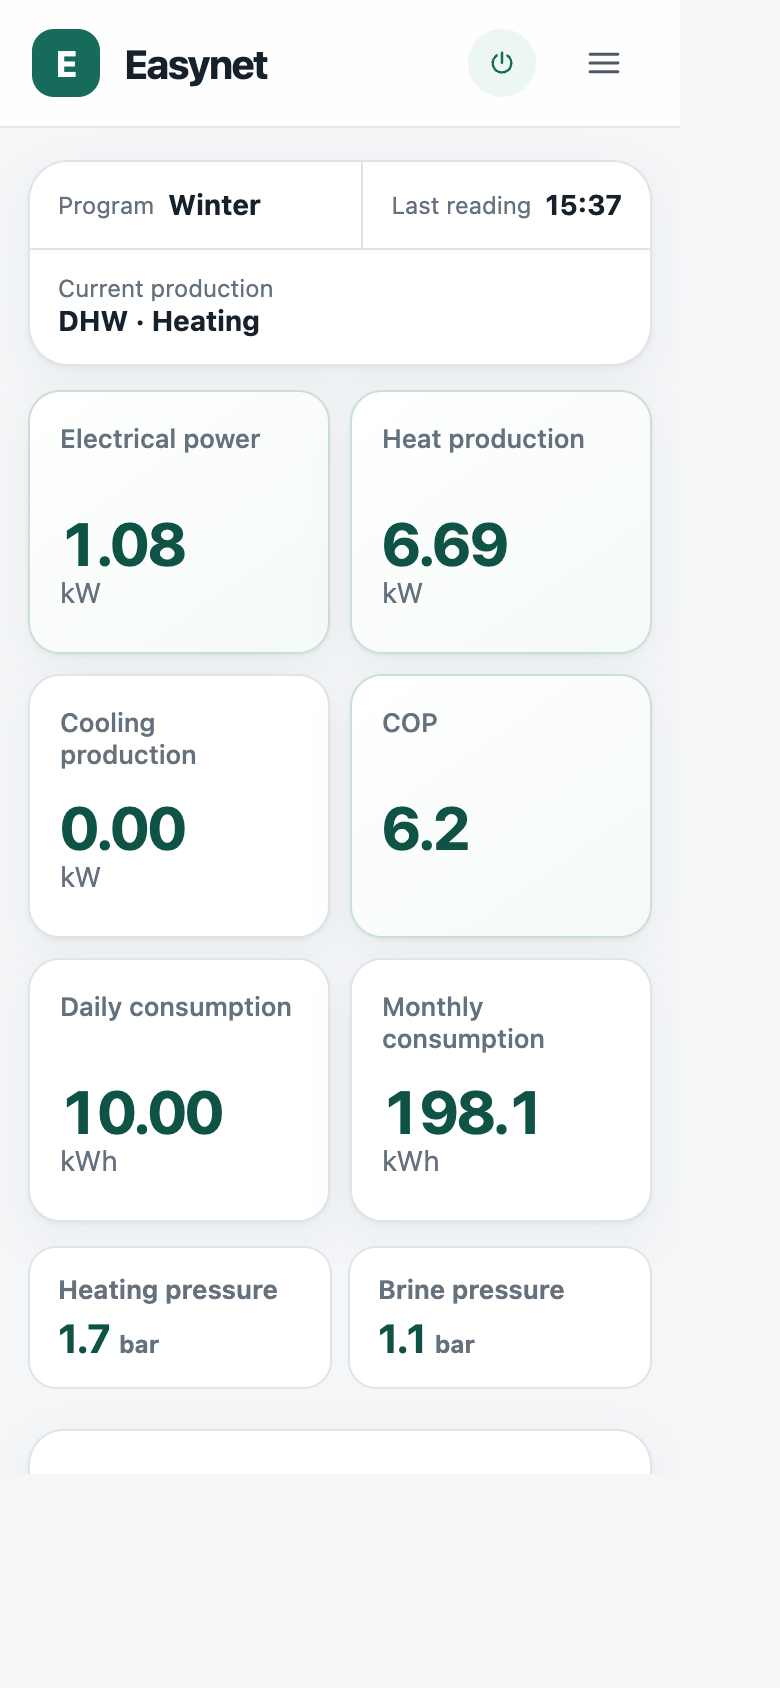 E Easynet
Program Winter
Last reading 15:37
Current production
DHW · Heating
Electrical power
1.08
kW
Heat production
6.69
kW
Cooling
production
0.00
kW
COP
6.2
Daily consumption
10.00
kWh
Monthly
consumption
198.1
kWh
Heating pressure
1.7 bar
Brine pressure
1.1 bar